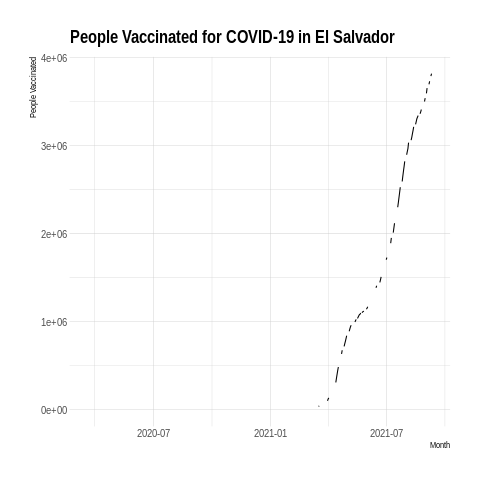 People Vaccinated for COVID-19 in El Salvador
People Vaccinated
4e+06
3e+06
2e+06
1e+06
0e+00
2020-07
2021-01
2021-07
Month